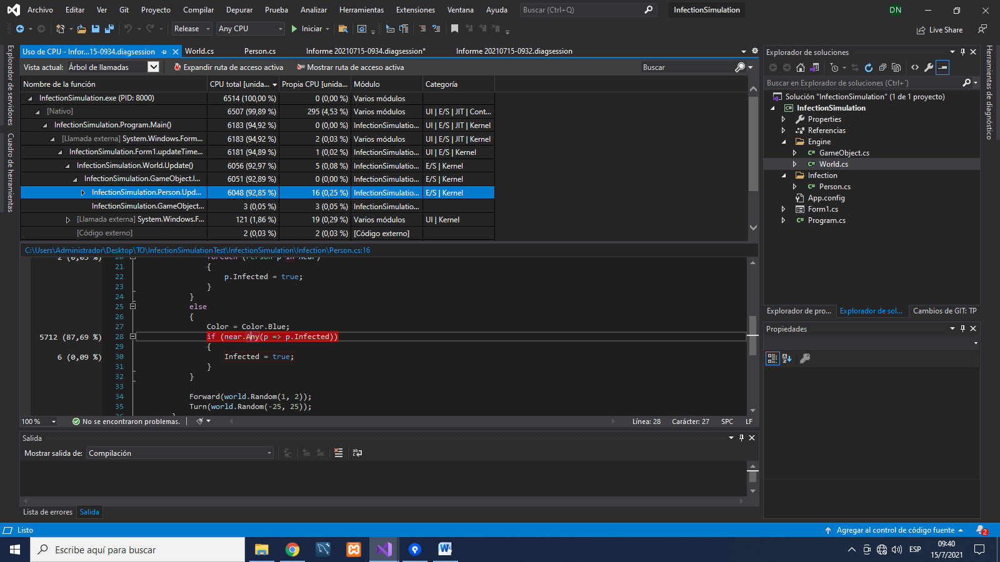 Archivo Editar Ver Git Proyecto Compilar Depurar Prueba Analizar Herramientas Extensiones Ventana Ayuda Buscar (Ctrl+Q) InfectionSimulation DN
Release Any CPU Iniciar Live Share
Explorador de servidores
Cuadro de herramientas
Uso de CPU - Infor...15-0934.diagsession World.cs Person.cs Informe 20210715-0934.diagsession* Informe 20210715-0932.diagsession
Vista actual: Árbol de llamadas Expandir ruta de acceso activa Mostrar ruta de acceso activa Buscar
Nombre de la función CPU total [unida... Propia CPU [unida... Módulo Categoría
InfectionSimulation.exe (PID: 8000) 6514 (100,00 %) 0 (0,00 %) Varios módulos
[Nativo] 6507 (99,89 %) 295 (4,53 %) Varios módulos UI | E/S | JIT | Cont...
InfectionSimulation.Program.Main() 6183 (94,92 %) 0 (0,00 %) InfectionSimulatio... UI | E/S | JIT | Kernel
[Llamada externa] System.Windows.Form... 6183 (94,92 %) 2 (0,03 %) Varios módulos UI | E/S | JIT | Kernel
InfectionSimulation.Form1.updateTime... 6181 (94,89 %) 1 (0,02 %) InfectionSimulatio... UI | E/S | Kernel
InfectionSimulation.World.Update() 6056 (92,97 %) 5 (0,08 %) InfectionSimulatio... E/S | Kernel
InfectionSimulation.GameObject.I... 6051 (92,89 %) 0 (0,00 %) InfectionSimulatio... E/S | Kernel
InfectionSimulation.Person.Upd... 6048 (92,85 %) 16 (0,25 %) InfectionSimulatio... E/S | Kernel
InfectionSimulation.GameObject... 3 (0,05 %) 3 (0,05 %) InfectionSimulatio...
[Llamada externa] System.Windows.F... 121 (1,86 %) 19 (0,29 %) Varios módulos UI | Kernel
[Código externo] 2 (0,03 %) 2 (0,03 %) [Código externo]
C:\Users\Administrador\Desktop\TO\InfectionSimulationTest\InfectionSimulation\Infection\Person.cs:16
2 (0,03 %) 20 foreach (Person p in near)
21 {
22 p.Infected = true;
23 }
24 }
25 else
26 {
27 Color = Color.Blue;
5712 (87,69 %) 28 if (near.Any(p => p.Infected))
29 {
6 (0,09 %) 30 Infected = true;
31 }
32 }
33
34 Forward(world.Random(1, 2));
35 Turn(world.Random(-25, 25));
36 }
100 % No se encontraron problemas. Línea: 28 Carácter: 27 SPC LF
Salida
Mostrar salida de: Compilación
Lista de errores Salida
Explorador de soluciones
Buscar en Explorador de soluciones (Ctrl+´)
Solución "InfectionSimulation" (1 de 1 proyecto)
InfectionSimulation
Properties
Referencias
Engine
GameObject.cs
World.cs
Infection
Person.cs
App.config
Form1.cs
Program.cs
Explorador de pro... Explorador de sol... Cambios de GIT: TP
Propiedades
Herramientas de diagnóstico
Listo Agregar al control de código fuente 2
Escribe aquí para buscar ESP 09:40
15/7/2021